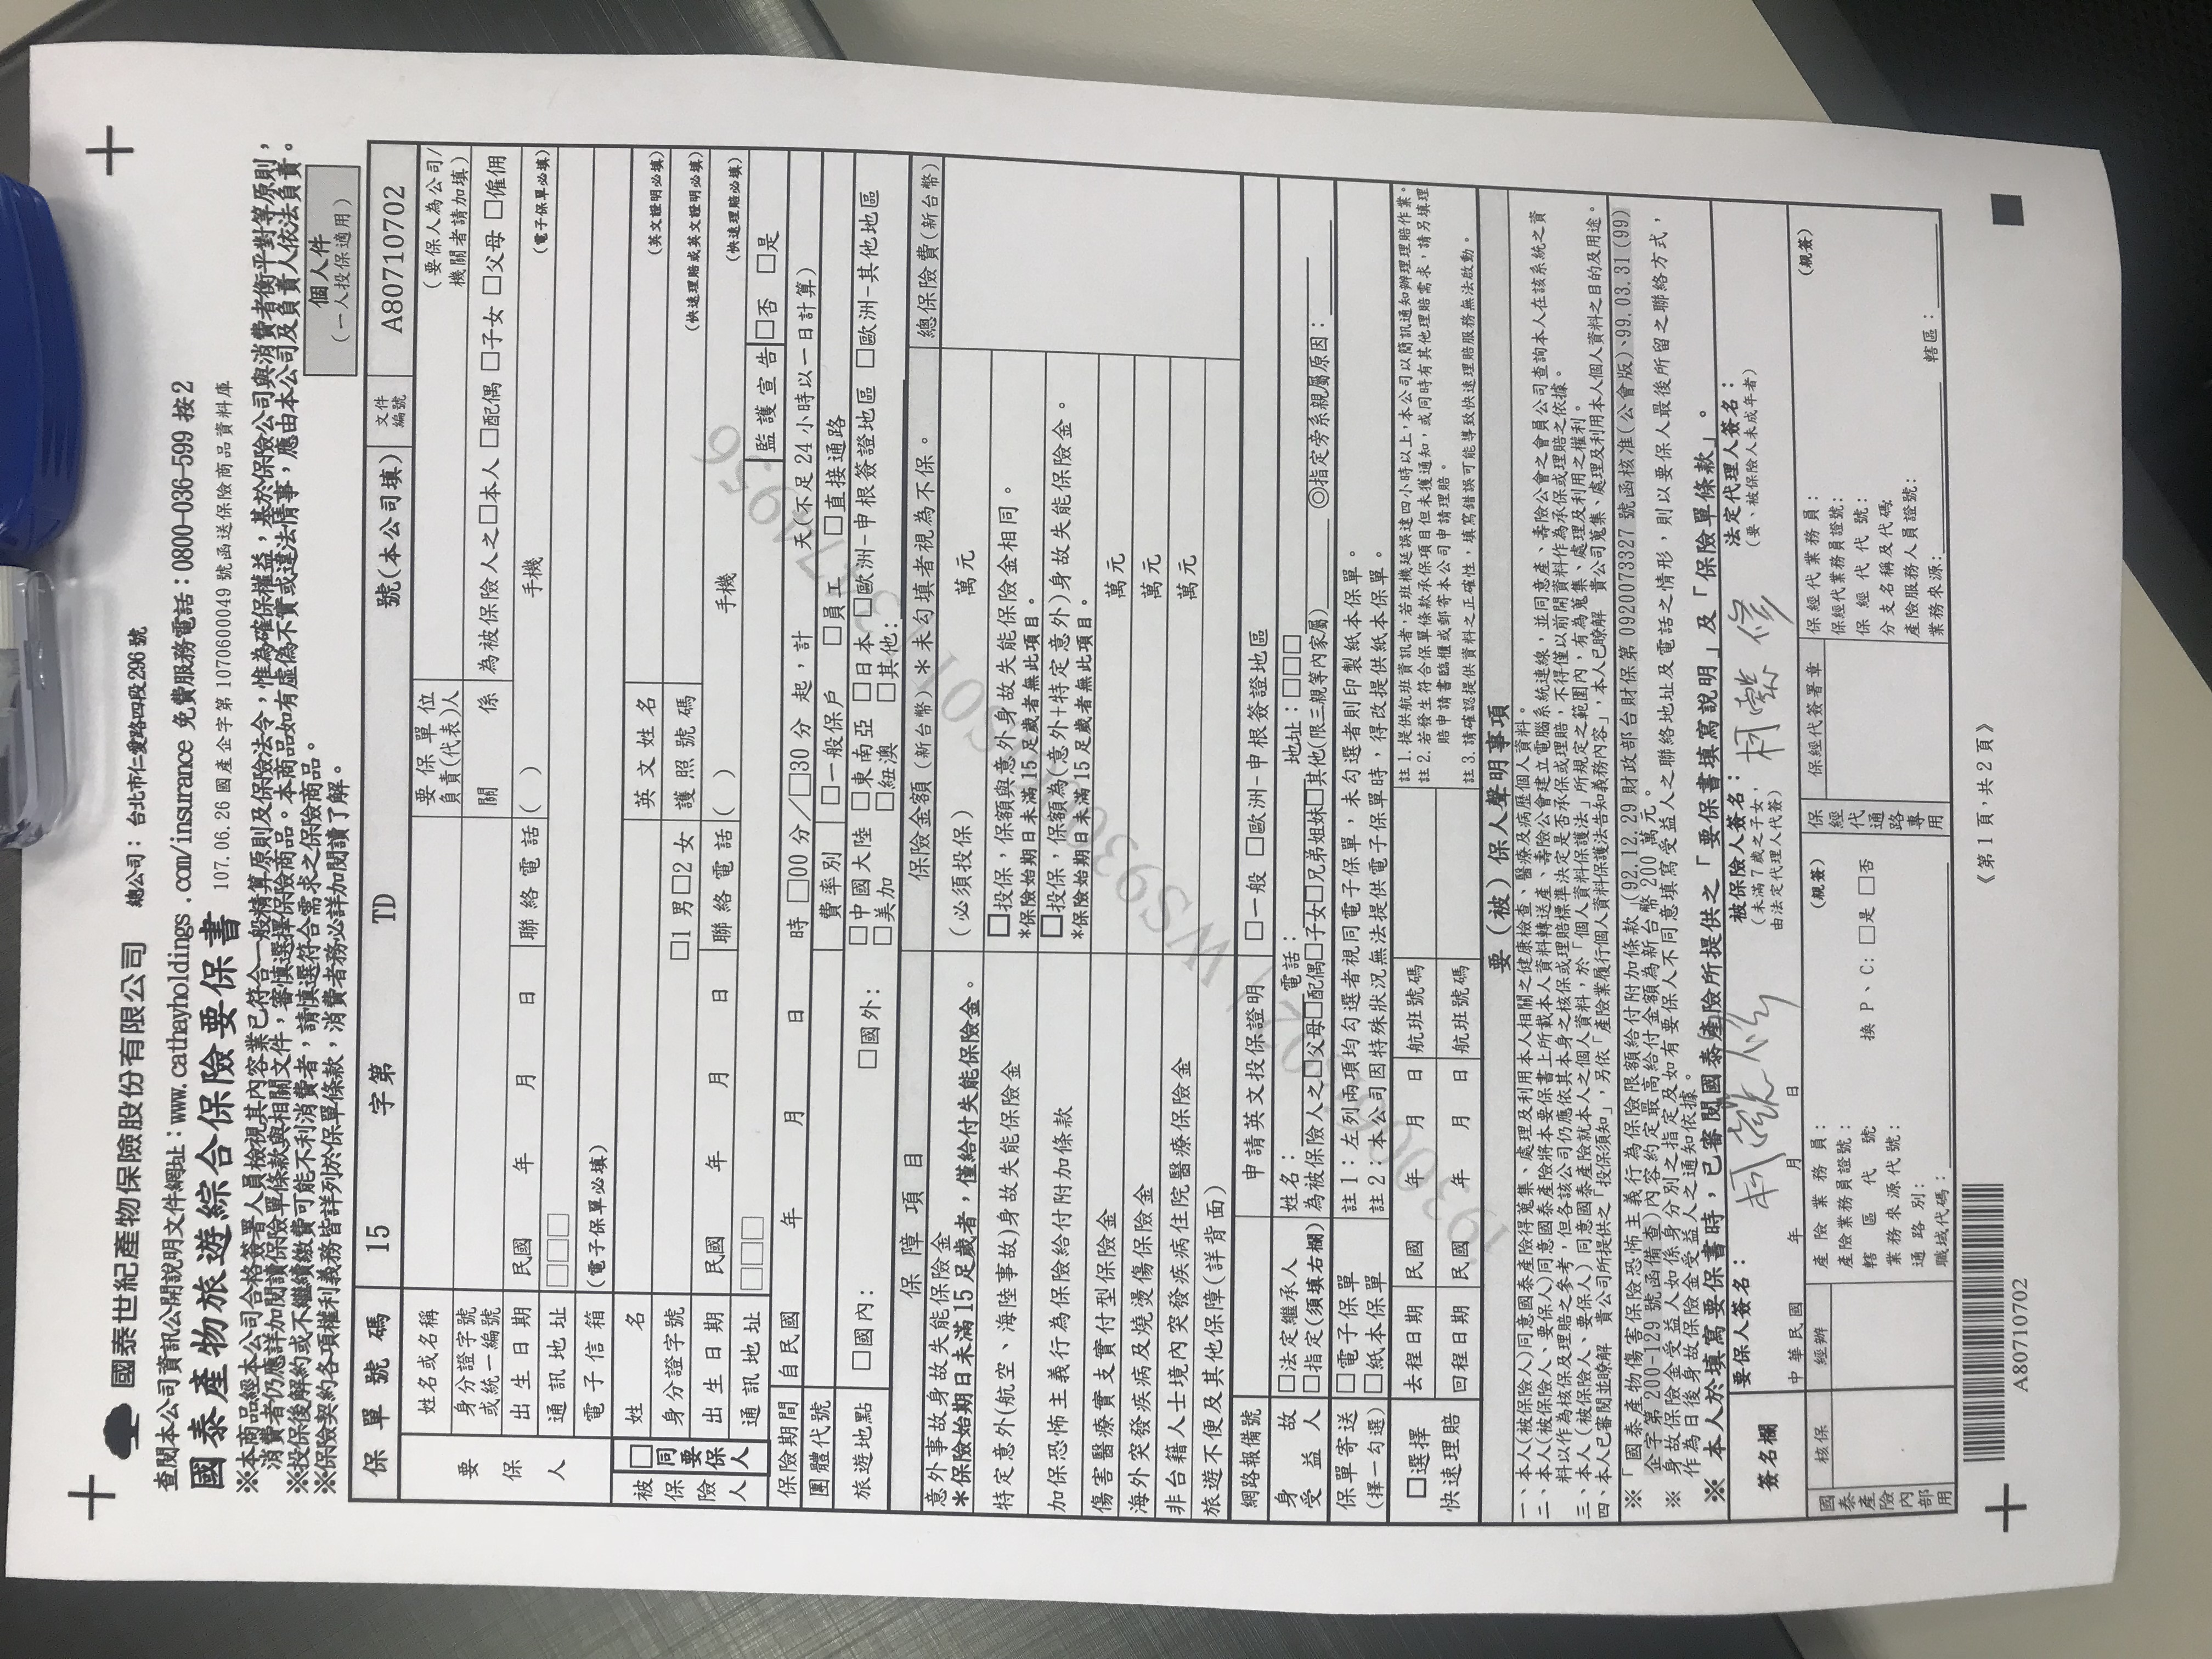 國泰世紀產物保險股份有限公司 總公司：台北市仁愛路四段296號
查閱本公司資訊公開說明文件網址：www.cathayholdings.com/insurance 免費服務電話：0800-036-599 按2
國泰產物旅遊綜合保險要保書 107.06.26 國產企字第1070600049號函送保險商品資料庫
※本商品經本公司合格簽署人員檢視其內容業已符合一般精算原則及保險法令，惟為確保權益，基於保險公司與消費者衡平對等原則，
消費者仍應詳加閱讀保險單條款與相關文件，審慎選擇保險商品。本商品如有虛偽不實或違法情事，應由本公司及負責人依法負責。
※投保後解約或不繼續繳費可能不利消費者，請慎選符合需求之保險商品。
※保險契約各項權利義務皆詳列於保單條款，消費者務必詳加閱讀了解。
個人件
（一人投保適用）
保單號碼 15 字第 TD 號(本公司填) 文件編號 A80710702
要保人
姓名或名稱 要保單位負責(代表)人 (要保人為公司/機關者請加填)
身分證字號或統一編號 關係 為被保險人之□本人 □配偶 □子女 □父母 □僱佣
出生日期 民國 年 月 日 聯絡電話 ( ) 手機 (電子保單必填)
通訊地址 □□□
電子信箱 (電子保單必填)
被保險人 □同要保人
姓名 英文姓名 (英文證明必填)
身分證字號 □1男□2女 護照號碼 (快速理賠或英文證明必填)
出生日期 民國 年 月 日 聯絡電話 ( ) 手機 (快速理賠必填)
通訊地址 □□□ 監護宣告 □否 □是
保險期間 自民國 年 月 日 時 □00分／□30分 起，計 天(不足24小時以一日計算)
團體代號 費率別 □一般保戶 □員工 □直接通路
旅遊地點 □國內： □國外： □中國大陸 □東南亞 □日本 □歐洲-申根簽證地區 □歐洲-其他地區
□美加 □紐澳 □其他：
保障項目 保險金額(新台幣)＊未勾填者視為不保。 總保險費(新台幣)
意外事故身故失能保險金
＊保險始期日未滿15足歲者，僅給付失能保險金。 (必須投保) 萬元
特定意外(航空、海陸事故)身故失能保險金 □投保，保額與意外身故失能保險金相同。
*保險始期日未滿15足歲者無此項目。
加保恐怖主義行為保險給付附加條款 □投保，保額為(意外+特定意外)身故失能保險金。
*保險始期日未滿15足歲者無此項目。
傷害醫療實支實付型保險金 萬元
海外突發疾病及燒燙傷保險金 萬元
非台籍人士境內突發疾病住院醫療保險金 萬元
旅遊不便及其他保障(詳背面)
網路報備號 申請英文投保證明 □一般 □歐洲-申根簽證地區
身故受益人 □法定繼承人 姓名： 電話： 地址：□□□
□指定(須填右欄) 為被保險人之□父母□配偶□子女□兄弟姐妹□其他(限三親等內家屬) ◎指定旁系親屬原因：
保單寄送 □電子保單 註1：左列兩項均勾選者視同電子保單，未勾選者則印製紙本保單。
(擇一勾選) □紙本保單 註2：本公司因特殊狀況無法提供電子保單時，得改提供紙本保單。
□選擇快速理賠
去程日期 民國 年 月 日 航班號碼
回程日期 民國 年 月 日 航班號碼
註1.提供航班資訊者，若班機延誤達四小時以上，本公司以簡訊通知辦理理賠作業。
註2.若發生符合保單條款承保項目但未獲通知，或同時有其他理賠需求，請另填理
賠申請書臨櫃或郵寄本公司申請理賠。
註3.請確認提供資料之正確性，填寫錯誤可能導致快速理賠服務無法啟動。
要（被）保人聲明事項
一、本人(被保險人)同意國泰產險得蒐集、處理及利用本人相關之健康檢查、醫療及病歷個人資料。
二、本人(被保險人、要保人)同意國泰產險將本要保書上所載本人資料轉送產、壽險公會建立電腦系統連線，並同意產、壽險公會之會員公司查詢本人在該系統之資
料以作為核保及理賠之參考，但各該公司仍應依其本身之核保或理賠標準決定是否承保或理賠，不得僅以前開資料作為承保或理賠之依據。
三、本人（被保險人、要保人）同意國泰產險就本人之個人資料，於「個人資料保護法」所規定之範圍內，有為蒐集、處理及利用之權利。
四、本人已審閱並瞭解 貴公司所提供之「投保須知」，另依「產險業履行個人資料保護法告知義務內容」，本人已瞭解 貴公司蒐集、處理及利用本人個人資料之目的及用途。
※「國泰產物傷害保險恐怖主義行為保險限額給付附加條款」(92.12.29財政部台財保第0920073327號函核准(公會版)、99.03.31(99)
企字第200-129號函備查)內容約定最高給付金額為新台幣200萬元。
※ 身故保險金受益人如係身分別之指定及如有要保人不同意填寫受益人之聯絡地址及電話之情形，則以要保人最後所留之聯絡方式，
作為日後身故保險金受益人之通知依據。
※ 本人於填寫要保書時，已審閱國泰產險所提供之「要保書填寫說明」及「保險單條款」。
簽名欄 要保人簽名： 被保險人簽名： 法定代理人簽名：
(未滿7歲之子女，由法定代理人代簽) (要、被保險人未成年者)
中華民國 年 月 日
國泰產險內部用 核保 經辦
產險業務員： (親簽)
產險業務員證號：
轄區代號 換P、C：□是 □否
業務來源代號：
通路別：
職域代碼：
保經代通路專用 保經代簽署章
保經代業務員： (親簽)
保經代業務員證號：
保經代代號：
分支名稱及代碼
產險服務人員證號：
業務來源： 轄區：
A80710702
《第1頁，共2頁》